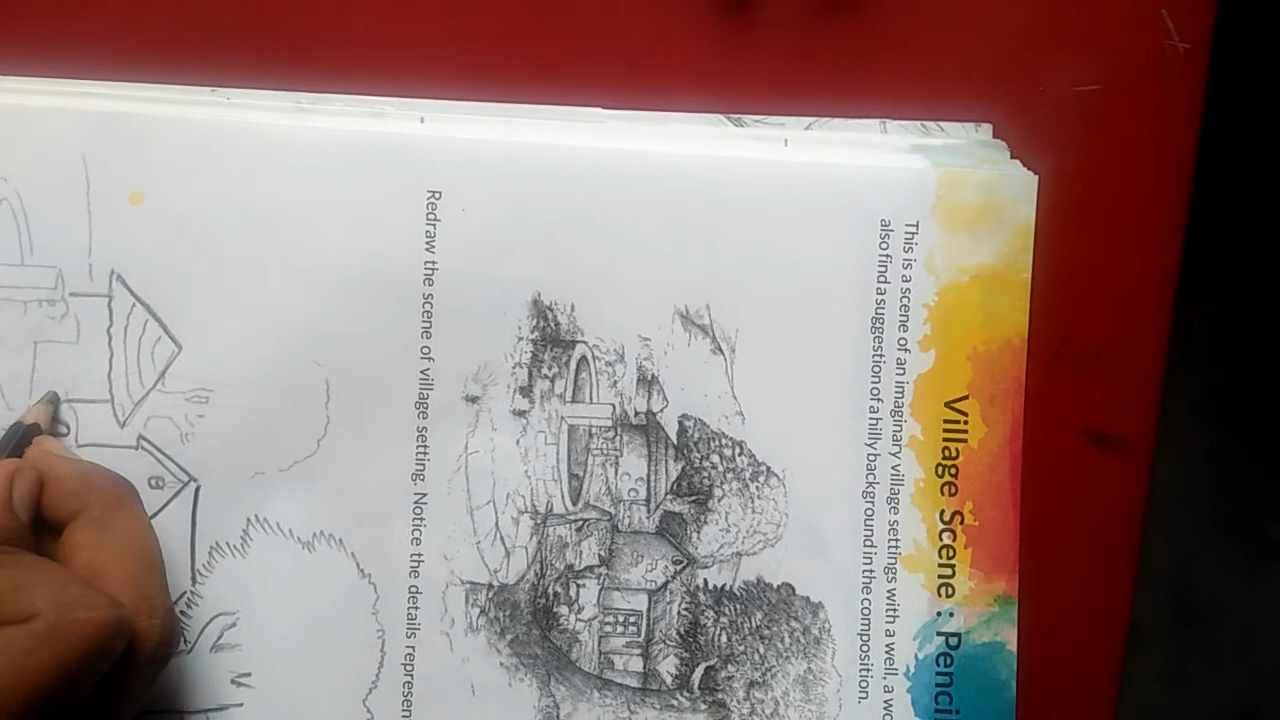 Village Scene : Penci
This is a scene of an imaginary village settings with a well, a wo
also find a suggestion of a hilly background in the composition.
Redraw the scene of village setting. Notice the details represen